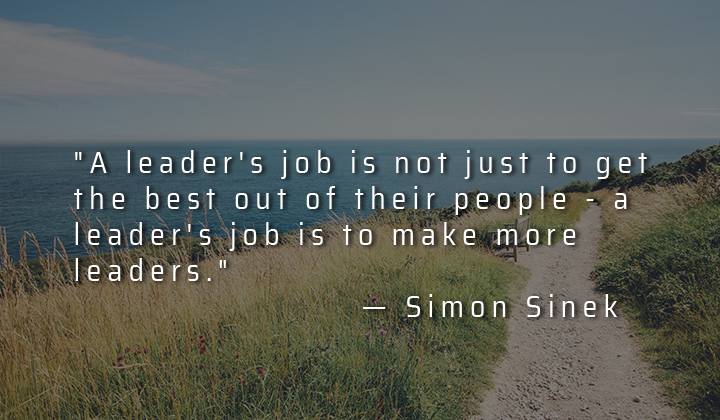 "A leader's job is not just to get
the best out of their people - a
leader's job is to make more
leaders."
— Simon Sinek